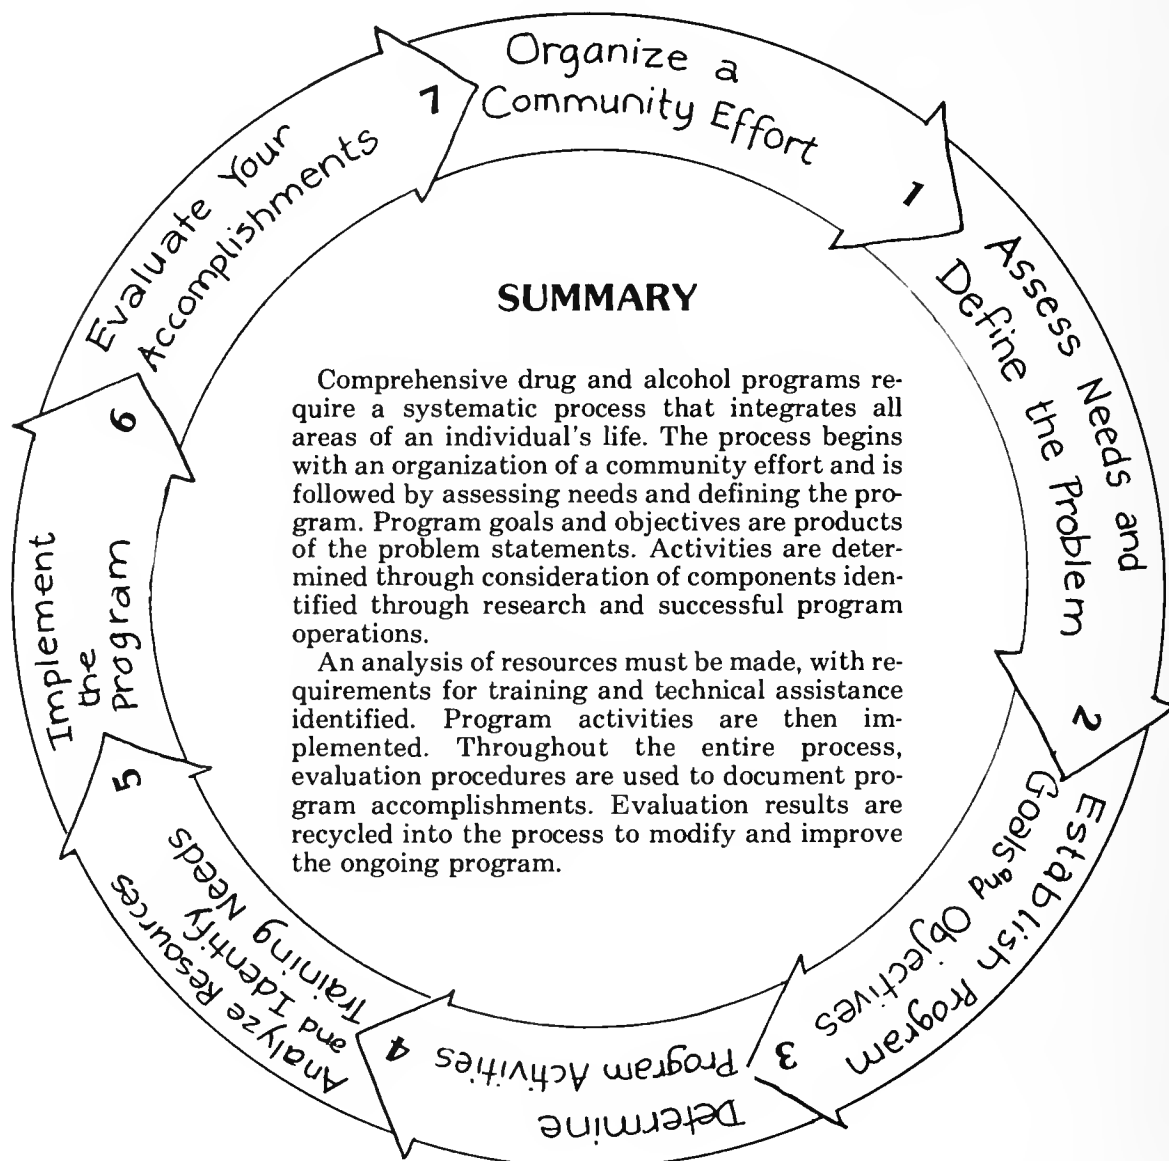 Organize a
Community Effort
1
Assess Needs and
Define the Problem
2
Establish Program
Goals and Objectives
3
Determine
Program Activities
4
Analyze Resources
and Identify
Training Needs
5
Implement
the
Program
6
Evaluate Your
Accomplishments
7
SUMMARY
Comprehensive drug and alcohol programs re-
quire a systematic process that integrates all
areas of an individual's life. The process begins
with an organization of a community effort and is
followed by assessing needs and defining the pro-
gram. Program goals and objectives are products
of the problem statements. Activities are deter-
mined through consideration of components iden-
tified through research and successful program
operations.
An analysis of resources must be made, with re-
quirements for training and technical assistance
identified. Program activities are then im-
plemented. Throughout the entire process,
evaluation procedures are used to document pro-
gram accomplishments. Evaluation results are
recycled into the process to modify and improve
the ongoing program.